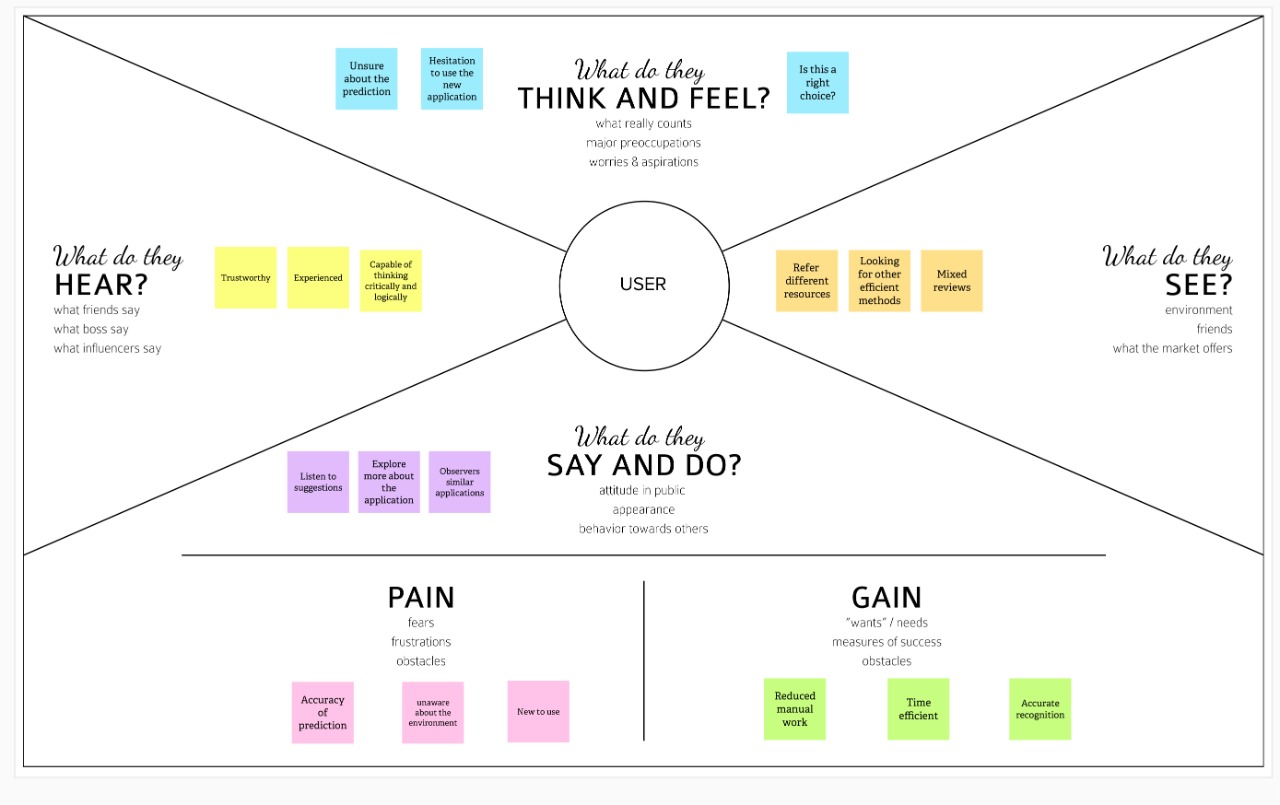 Unsure
about the
prediction
Hesitation
to use the
new
application
What do they
THINK AND FEEL?
what really counts
major preoccupations
worries & aspirations
Is this a
right
choice?
What do they
HEAR?
what friends say
what boss say
what influencers say
Trustworthy
Experienced
Capable of
thinking
critically and
logically
USER
Refer
different
resources
Looking
for other
efficient
methods
Mixed
reviews
What do they
SEE?
environment
friends
what the market offers
What do they
SAY AND DO?
attitude in public
appearance
behavior towards others
Listen to
suggestions
Explore
more about
the
application
Observers
similar
applications
PAIN
fears
frustrations
obstacles
Accuracy
of
prediction
unaware
about the
environment
New to use
GAIN
"wants" / needs
measures of success
obstacles
Reduced
manual
work
Time
efficient
Accurate
recognition